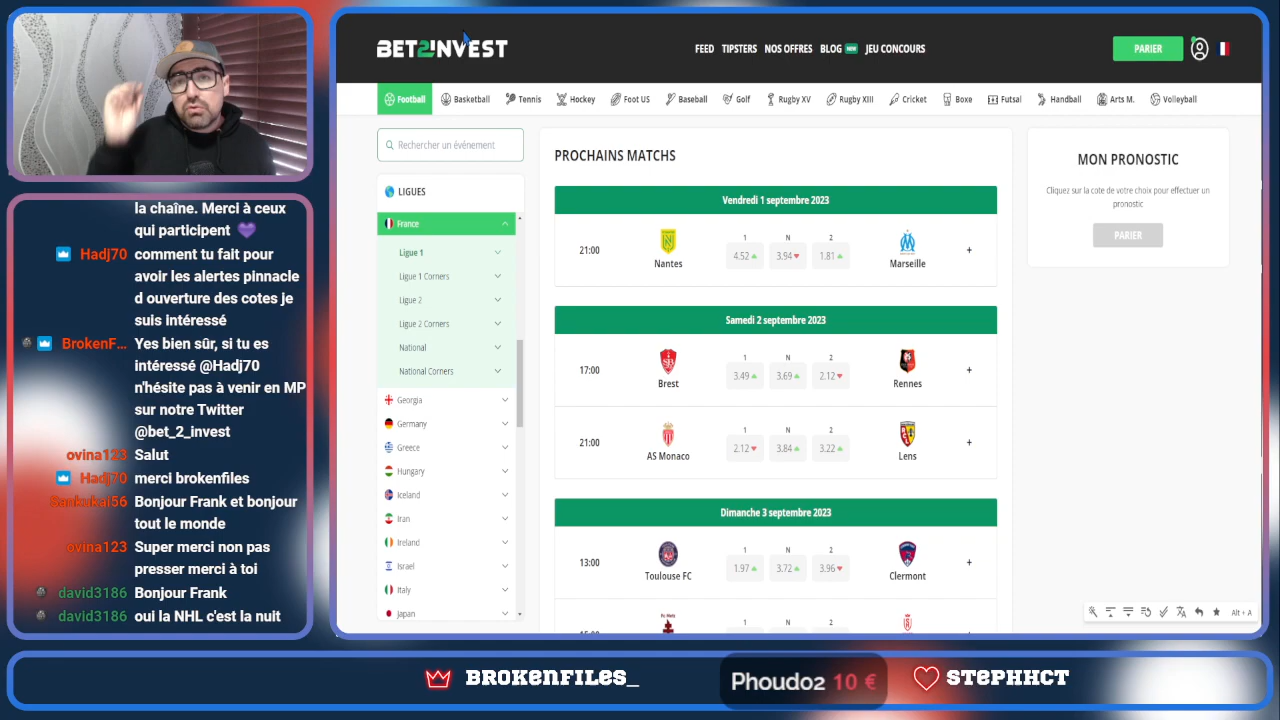 BET2INVEST
FEED TIPSTERS NOS OFFRES BLOG NEW JEU CONCOURS
PARIER
Football Basketball Tennis Hockey Foot US Baseball Golf Rugby XV Rugby XIII Cricket Boxe Futsal Handball Arts M. Volleyball
Rechercher un événement
LIGUES
France
Ligue 1
Ligue 1 Corners
Ligue 2
Ligue 2 Corners
National
National Corners
Georgia
Germany
Greece
Hungary
Iceland
Iran
Ireland
Israel
Italy
Japan
PROCHAINS MATCHS
Vendredi 1 septembre 2023
1 N 2
21:00 Nantes 4.52 3.94 1.81 Marseille +
Samedi 2 septembre 2023
1 N 2
17:00 Brest 3.49 3.69 2.12 Rennes +
1 N 2
21:00 AS Monaco 2.12 3.84 3.22 Lens +
Dimanche 3 septembre 2023
1 N 2
13:00 Toulouse FC 1.97 3.72 3.96 Clermont +
1 N 2
MON PRONOSTIC
Cliquez sur la cote de votre choix pour effectuer un
pronostic
PARIER
Alt + A
la chaîne. Merci à ceux
qui participent 💜
Hadj70 comment tu fait pour
avoir les alertes pinnacle
d ouverture des cotes je
suis intéressé
BrokenF... Yes bien sûr, si tu es
intéressé @Hadj70
n'hésite pas à venir en MP
sur notre Twitter
@bet_2_invest
ovina123 Salut
Hadj70 merci brokenfiles
Sankukai56 Bonjour Frank et bonjour
tout le monde
ovina123 Super merci non pas
presser merci à toi
david3186 Bonjour Frank
david3186 oui la NHL c'est la nuit
BROKENFILES_
Phoudo2 10 €
STEPHHCT